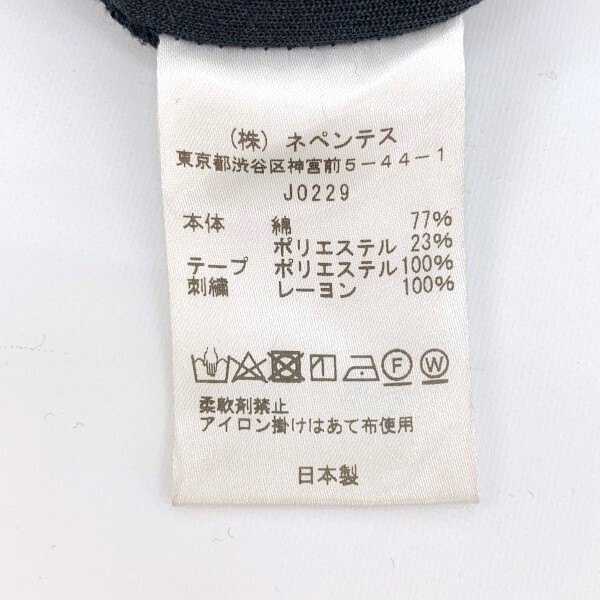 (株) ネペンテス
東京都渋谷区神宮前5-44-1
J0229
本体 綿 77%
ポリエステル 23%
テープ ポリエステル 100%
刺繍 レーヨン 100%
F W
柔軟剤禁止
アイロン掛けはあて布使用
日本製